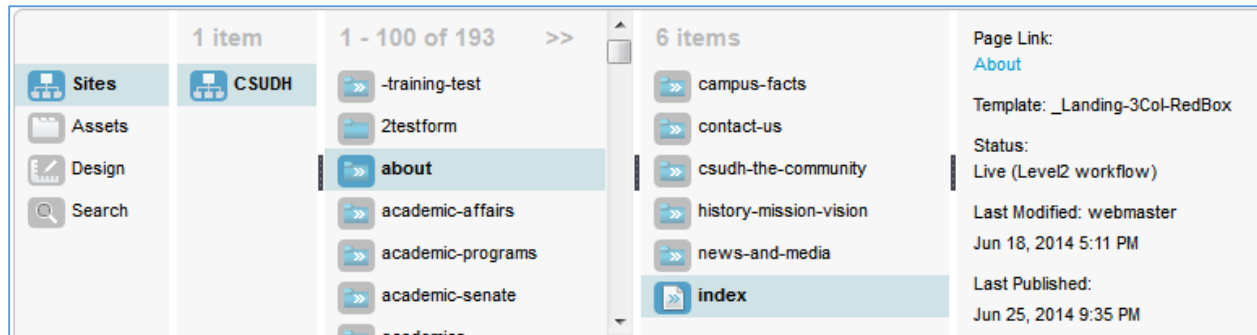 1 item
1 - 100 of 193 >>
6 items
Sites
Assets
Design
Search
CSUDH
-training-test
2testform
about
academic-affairs
academic-programs
academic-senate
campus-facts
contact-us
csudh-the-community
history-mission-vision
news-and-media
index
Page Link:
About
Template: _Landing-3Col-RedBox
Status:
Live (Level2 workflow)
Last Modified: webmaster
Jun 18, 2014 5:11 PM
Last Published:
Jun 25, 2014 9:35 PM